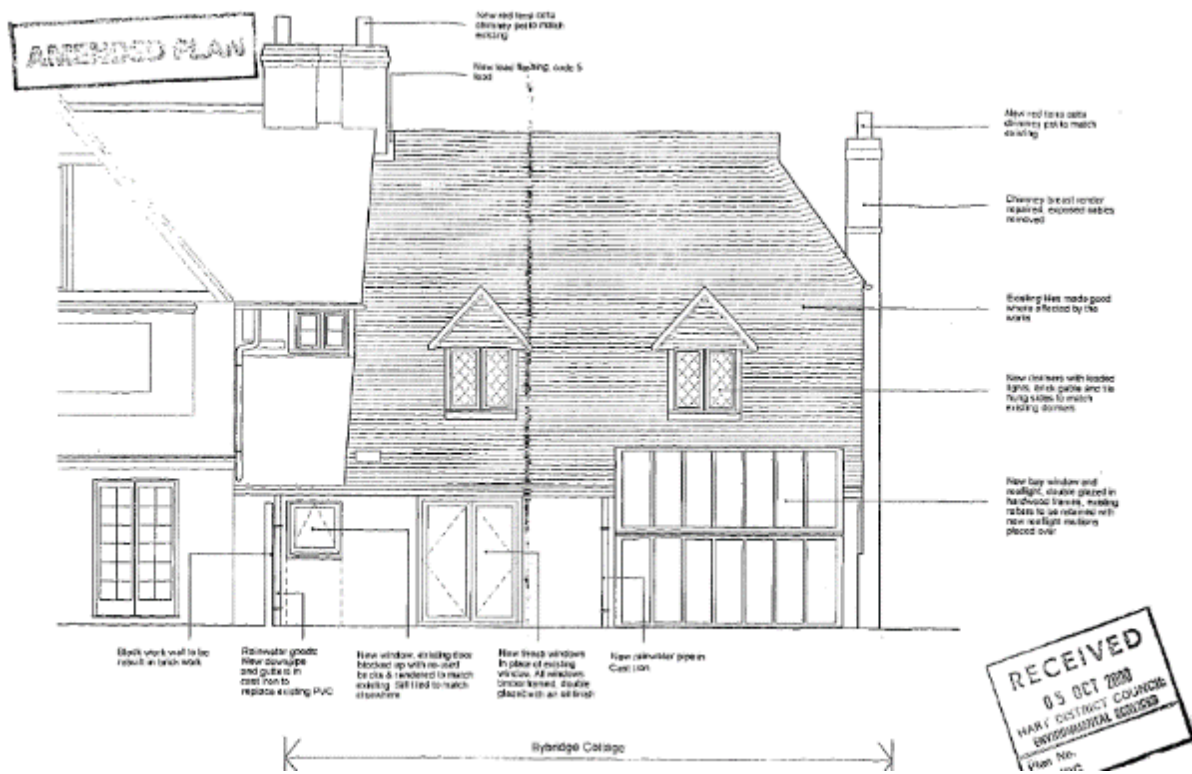 AMENDED PLAN
New red terra cotta
chimney pot to match
existing
New lead flashing, code 5
lead
New red terra cotta
chimney pot to match
existing
Chimney breast render
repaired, exposed cables
removed
Existing tiles made good
where affected by the
works
New dormers with leaded
lights, brick gable and tile
hung sides to match
existing dormers
New bay window and
rooflight, double glazed in
hardwood frames, existing
rafters to be retained with
new rooflight mullions
placed over
Block work wall to be
rebuilt in brick work
Rainwater goods:
New downpipe
and gutters in
cast iron to
replace existing PVC
New window, existing door
blocked up with re-used
bricks & rendered to match
existing. Sill tiled to match
elsewhere
New french windows
in place of existing
window. All windows
timber framed, double
glazed with an oil finish
New rainwater pipe in
Cast iron
Rybridge Cottage
RECEIVED
05 OCT 2000
HART DISTRICT COUNCIL
Plan No.